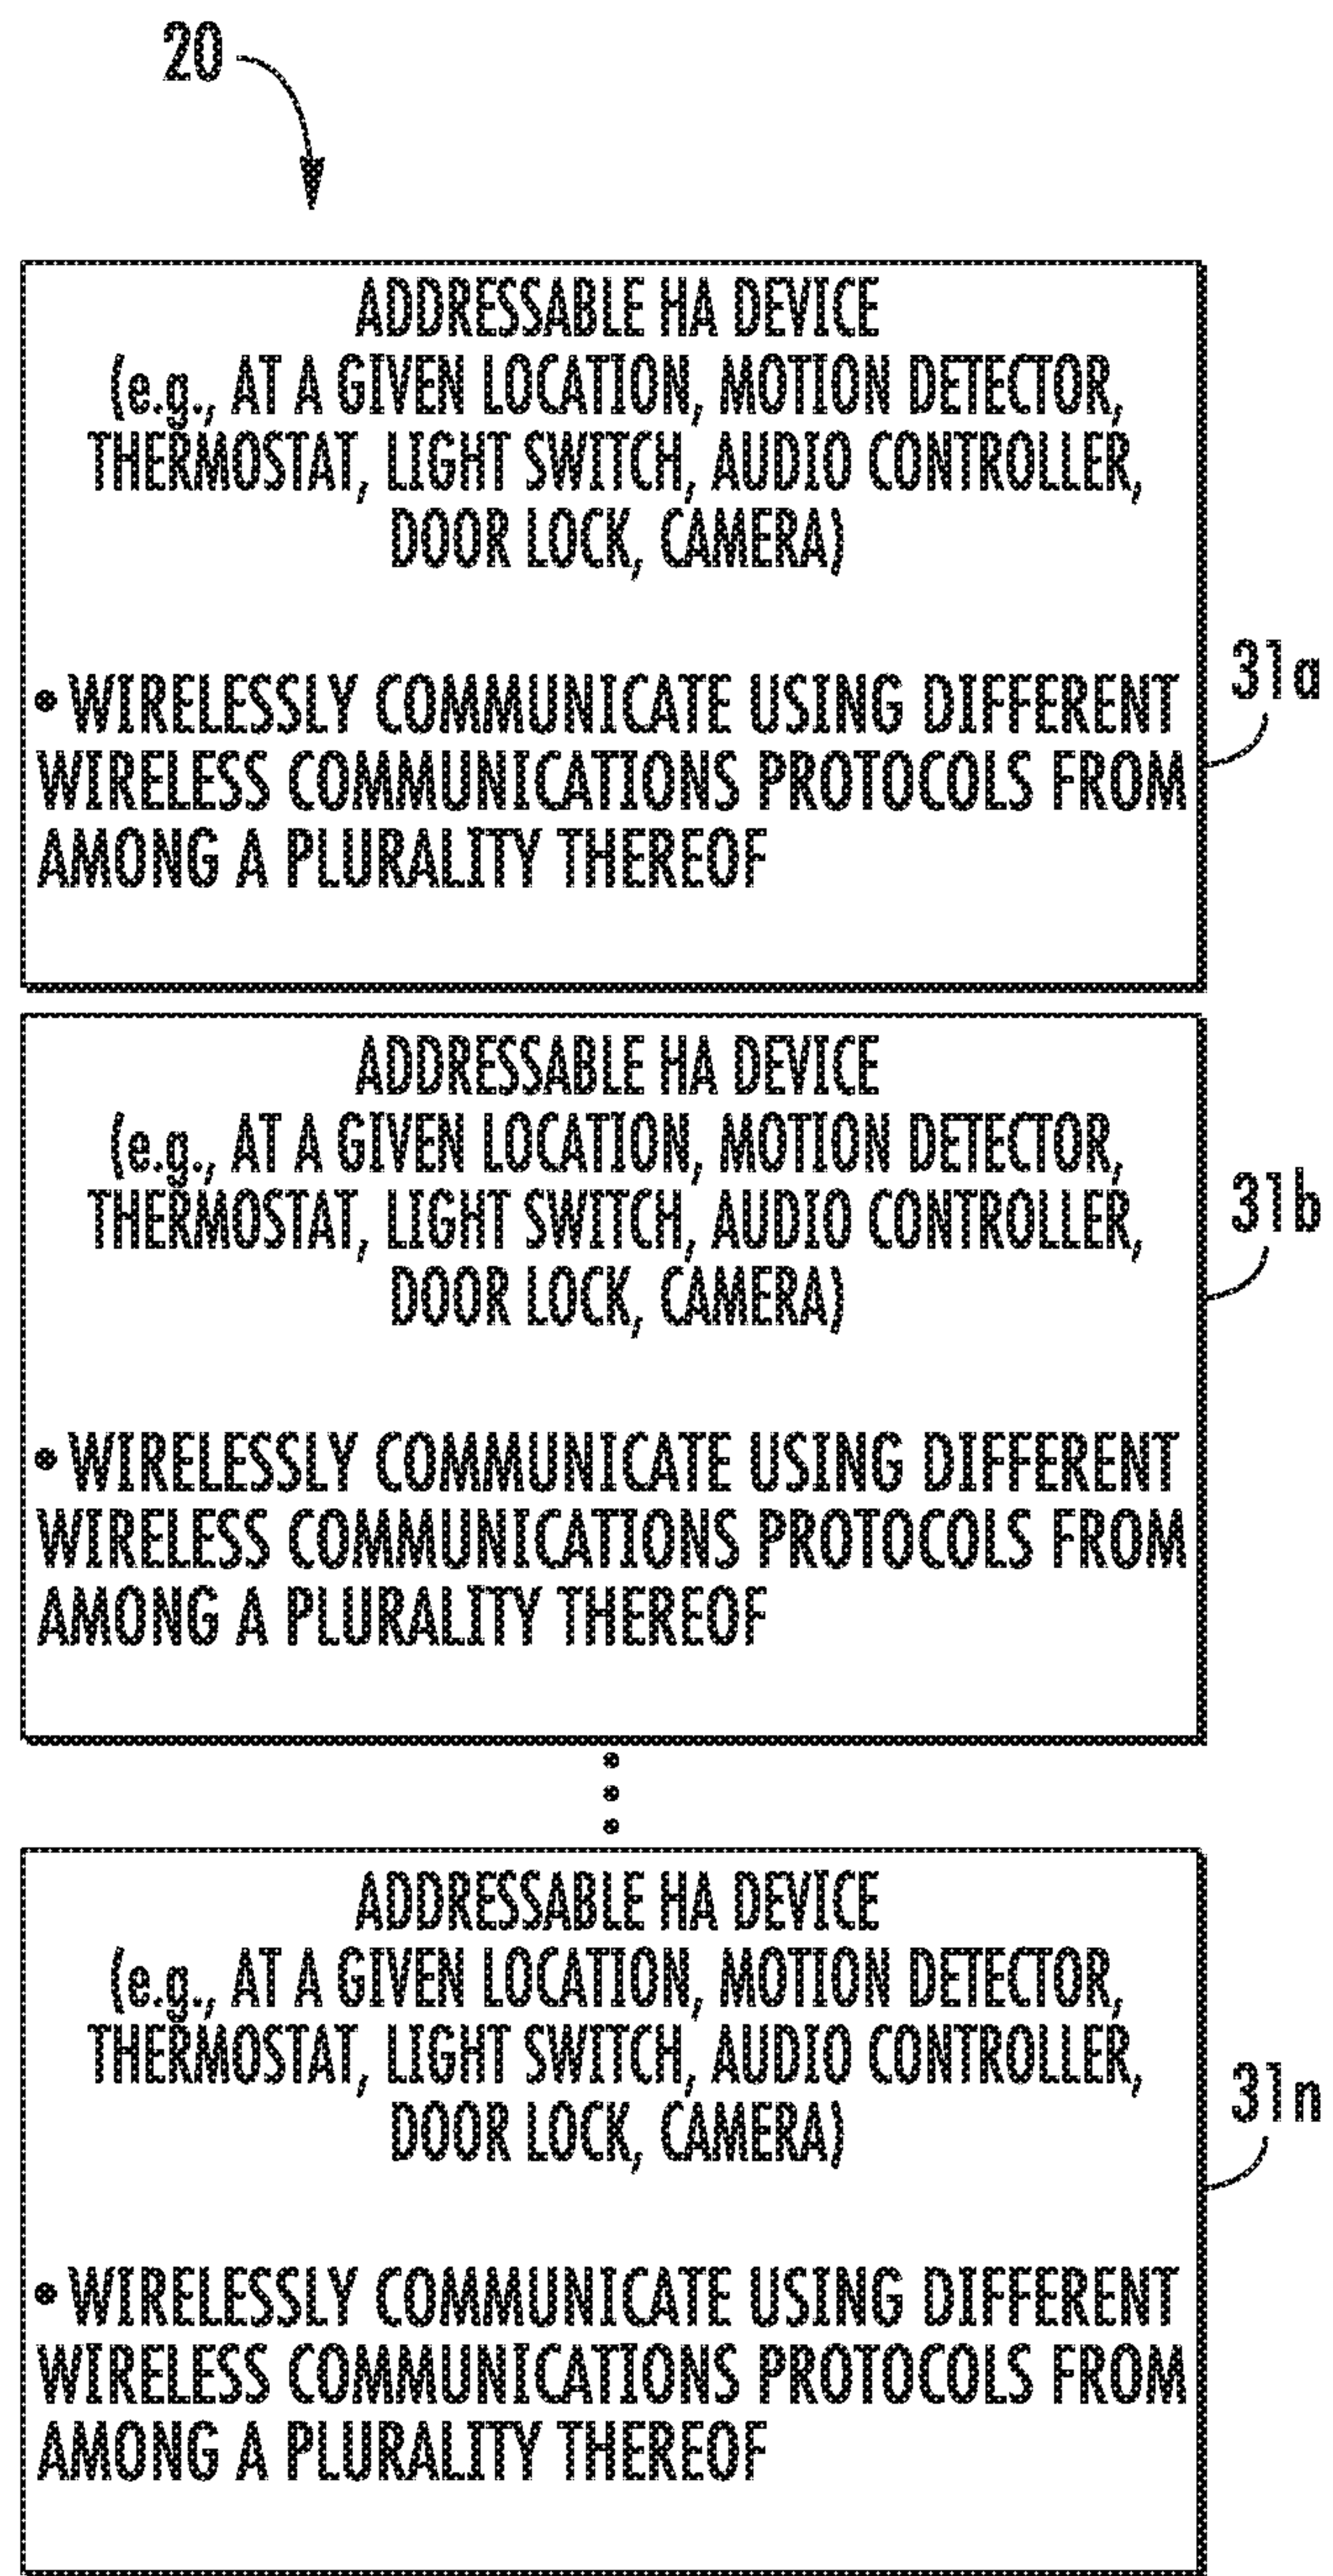 20
ADDRESSABLE HA DEVICE
(e.g., AT A GIVEN LOCATION, MOTION DETECTOR,
THERMOSTAT, LIGHT SWITCH, AUDIO CONTROLLER,
DOOR LOCK, CAMERA)
31a
• WIRELESSLY COMMUNICATE USING DIFFERENT
WIRELESS COMMUNICATIONS PROTOCOLS FROM
AMONG A PLURALITY THEREOF
ADDRESSABLE HA DEVICE
(e.g., AT A GIVEN LOCATION, MOTION DETECTOR,
THERMOSTAT, LIGHT SWITCH, AUDIO CONTROLLER,
31b
DOOR LOCK, CAMERA)
• WIRELESSLY COMMUNICATE USING DIFFERENT
WIRELESS COMMUNICATIONS PROTOCOLS FROM
AMONG A PLURALITY THEREOF
ADDRESSABLE HA DEVICE
(e.g., AT A GIVEN LOCATION, MOTION DETECTOR,
THERMOSTAT, LIGHT SWITCH, AUDIO CONTROLLER,
31n
DOOR LOCK, CAMERA)
• WIRELESSLY COMMUNICATE USING DIFFERENT
WIRELESS COMMUNICATIONS PROTOCOLS FROM
AMONG A PLURALITY THEREOF